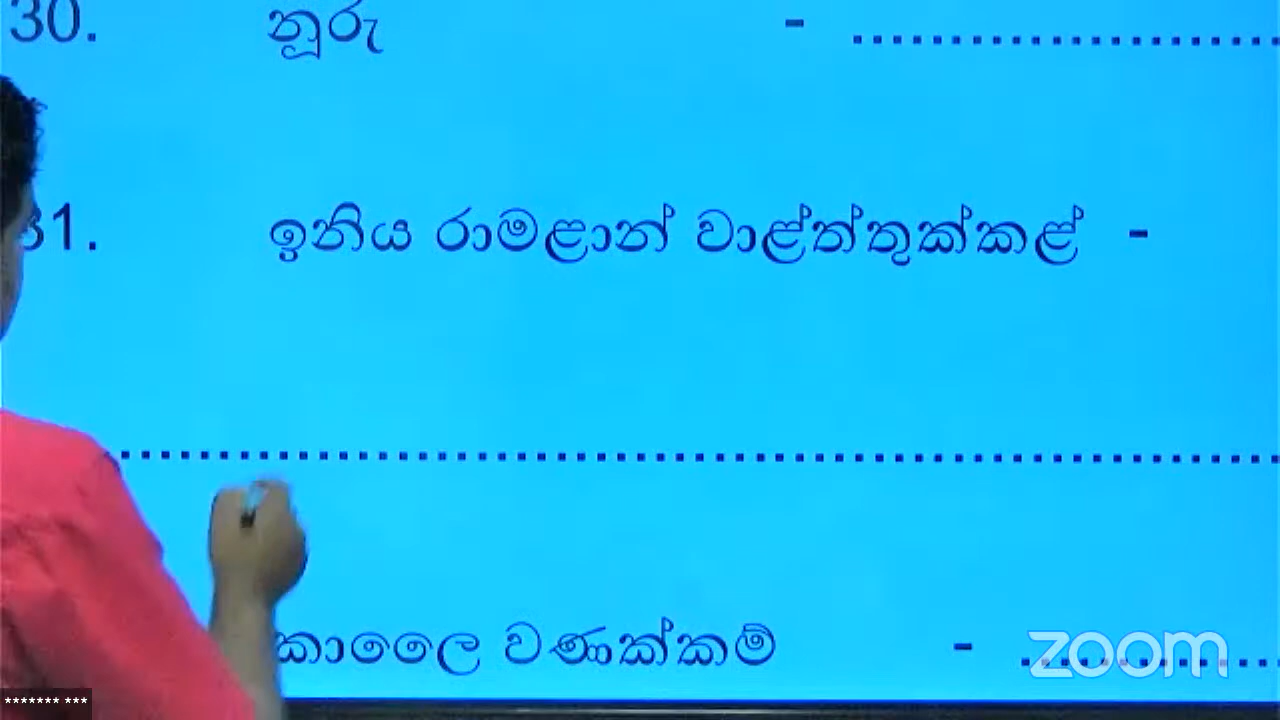 30. නූරු - ..............................
31. ඉනිය රාමළාන් වාළ්ත්තුක්කළ් -
............................................................
කාලෛ වණක්කම් - ....................
zoom
******* ***